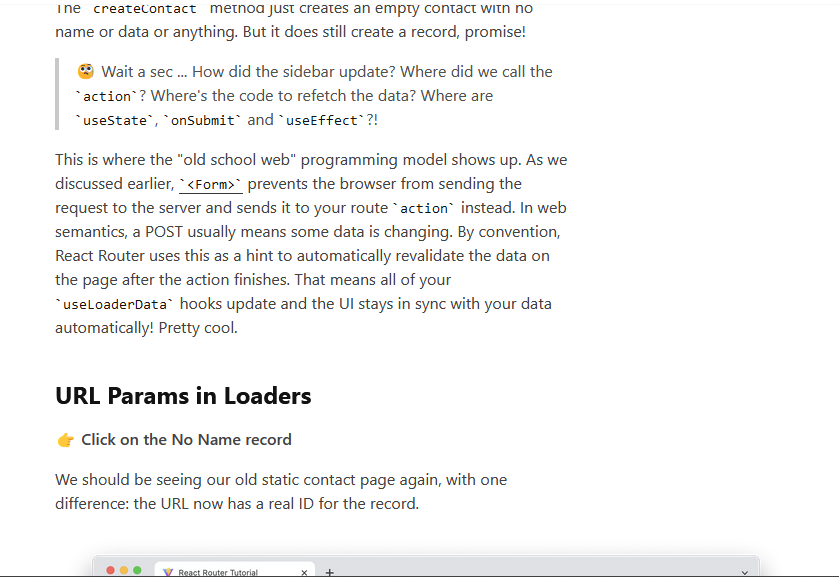 The `createContact` method just creates an empty contact with no
name or data or anything. But it does still create a record, promise!
🧐 Wait a sec ... How did the sidebar update? Where did we call the
`action`? Where's the code to refetch the data? Where are
`useState`, `onSubmit` and `useEffect`?!
This is where the "old school web" programming model shows up. As we
discussed earlier, `<Form>` prevents the browser from sending the
request to the server and sends it to your route `action` instead. In web
semantics, a POST usually means some data is changing. By convention,
React Router uses this as a hint to automatically revalidate the data on
the page after the action finishes. That means all of your
`useLoaderData` hooks update and the UI stays in sync with your data
automatically! Pretty cool.
URL Params in Loaders
👉 Click on the No Name record
We should be seeing our old static contact page again, with one
difference: the URL now has a real ID for the record.
React Router Tutorial